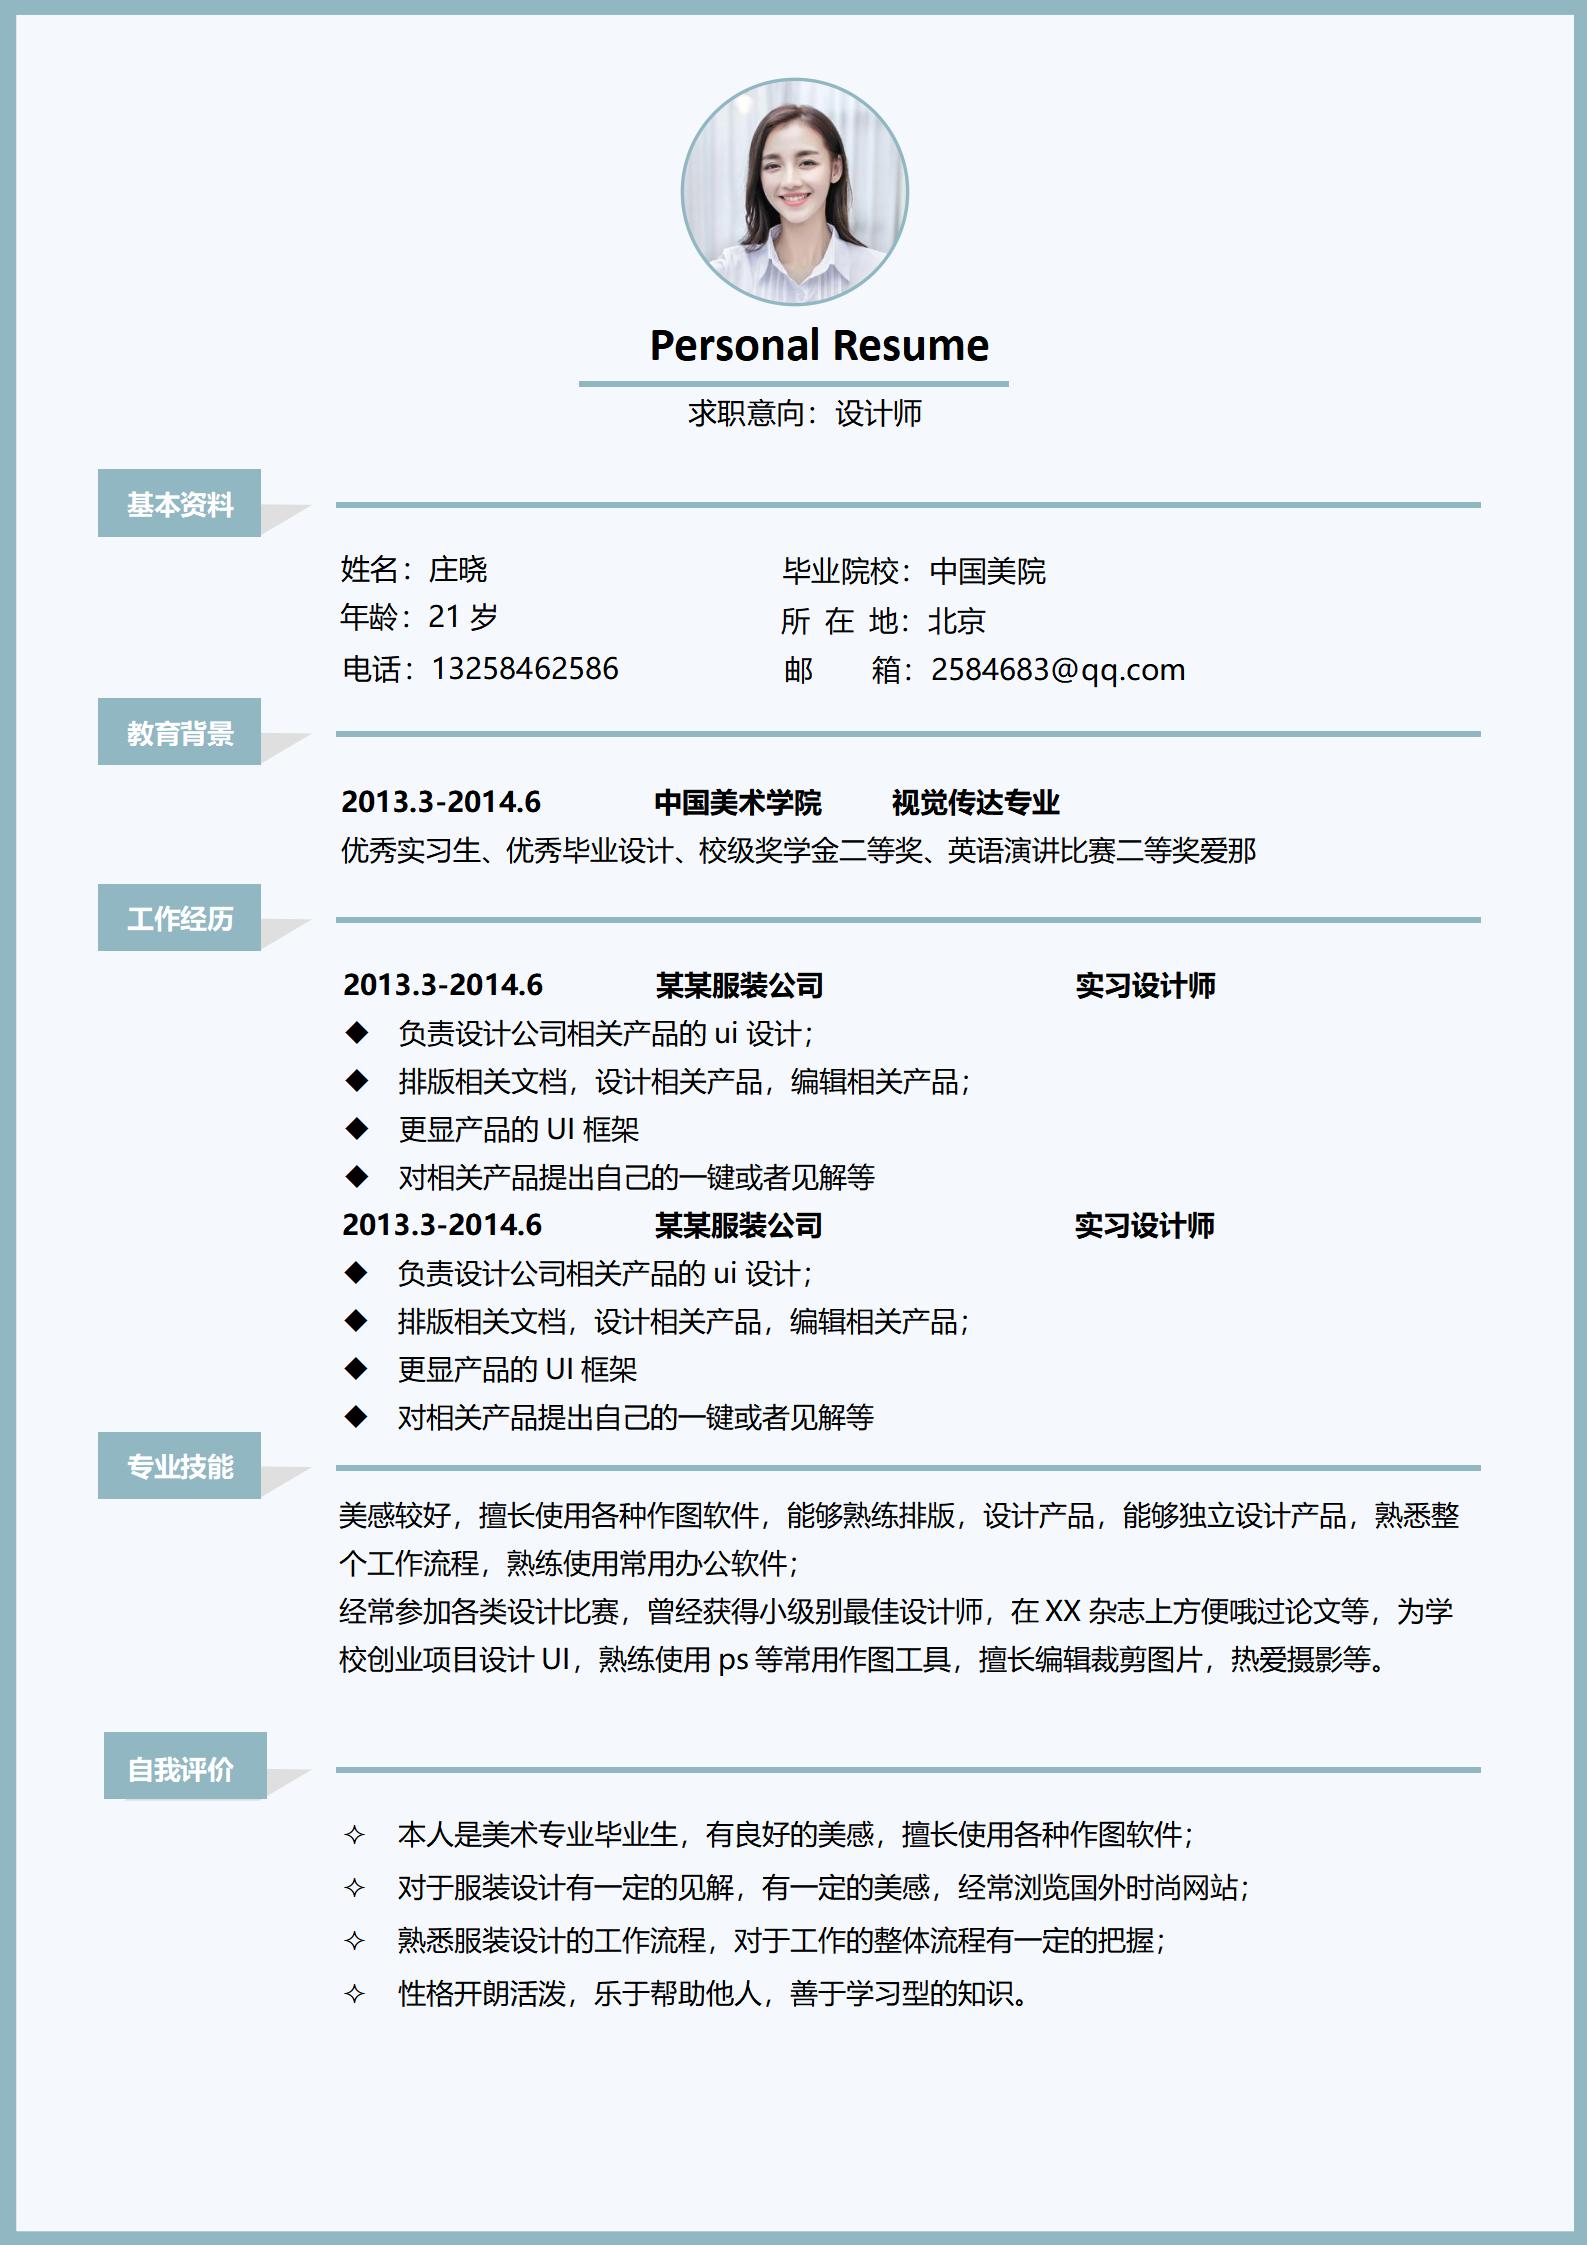 Personal Resume
求职意向：设计师
基本资料
姓名：庄晓 毕业院校：中国美院
年龄：21 岁 所 在 地：北京
电话：13258462586 邮 箱：2584683@qq.com
教育背景
2013.3-2014.6 中国美术学院 视觉传达专业
优秀实习生、优秀毕业设计、校级奖学金二等奖、英语演讲比赛二等奖爱那
工作经历
2013.3-2014.6 某某服装公司 实习设计师
◆ 负责设计公司相关产品的 ui 设计；
◆ 排版相关文档，设计相关产品，编辑相关产品；
◆ 更显产品的 UI 框架
◆ 对相关产品提出自己的一键或者见解等
2013.3-2014.6 某某服装公司 实习设计师
◆ 负责设计公司相关产品的 ui 设计；
◆ 排版相关文档，设计相关产品，编辑相关产品；
◆ 更显产品的 UI 框架
◆ 对相关产品提出自己的一键或者见解等
专业技能
美感较好，擅长使用各种作图软件，能够熟练排版，设计产品，能够独立设计产品，熟悉整
个工作流程，熟练使用常用办公软件；
经常参加各类设计比赛，曾经获得小级别最佳设计师，在 XX 杂志上方便哦过论文等，为学
校创业项目设计 UI，熟练使用 ps 等常用作图工具，擅长编辑裁剪图片，热爱摄影等。
自我评价
✧ 本人是美术专业毕业生，有良好的美感，擅长使用各种作图软件；
✧ 对于服装设计有一定的见解，有一定的美感，经常浏览国外时尚网站；
✧ 熟悉服装设计的工作流程，对于工作的整体流程有一定的把握；
✧ 性格开朗活泼，乐于帮助他人，善于学习型的知识。